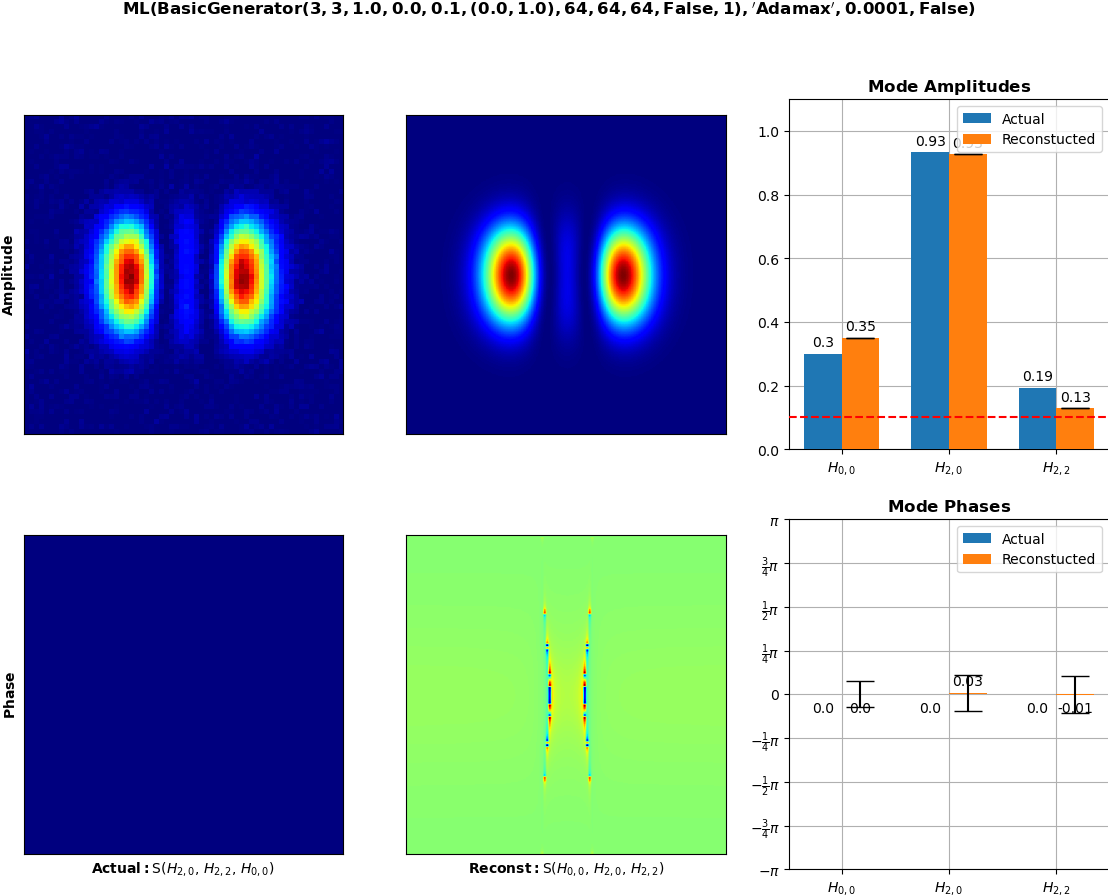 ML(BasicGenerator(3, 3, 1.0, 0.0, 0.1, (0.0, 1.0), 64, 64, 64, False, 1), ′Adamax′, 0.0001, False)
Amplitude
Mode Amplitudes
Actual
Reconstucted
1.0
0.8
0.6
0.4
0.2
0.0
0.3
0.35
0.93
0.19
0.13
H0,0
H2,0
H2,2
Phase
Actual: S(H2,0, H2,2, H0,0)
Reconst: S(H0,0, H2,0, H2,2)
Mode Phases
Actual
Reconstucted
π
3/4π
1/2π
1/4π
0
−1/4π
−1/2π
−3/4π
−π
0.0
0.0
0.0
0.03
0.0
-0.01
H0,0
H2,0
H2,2